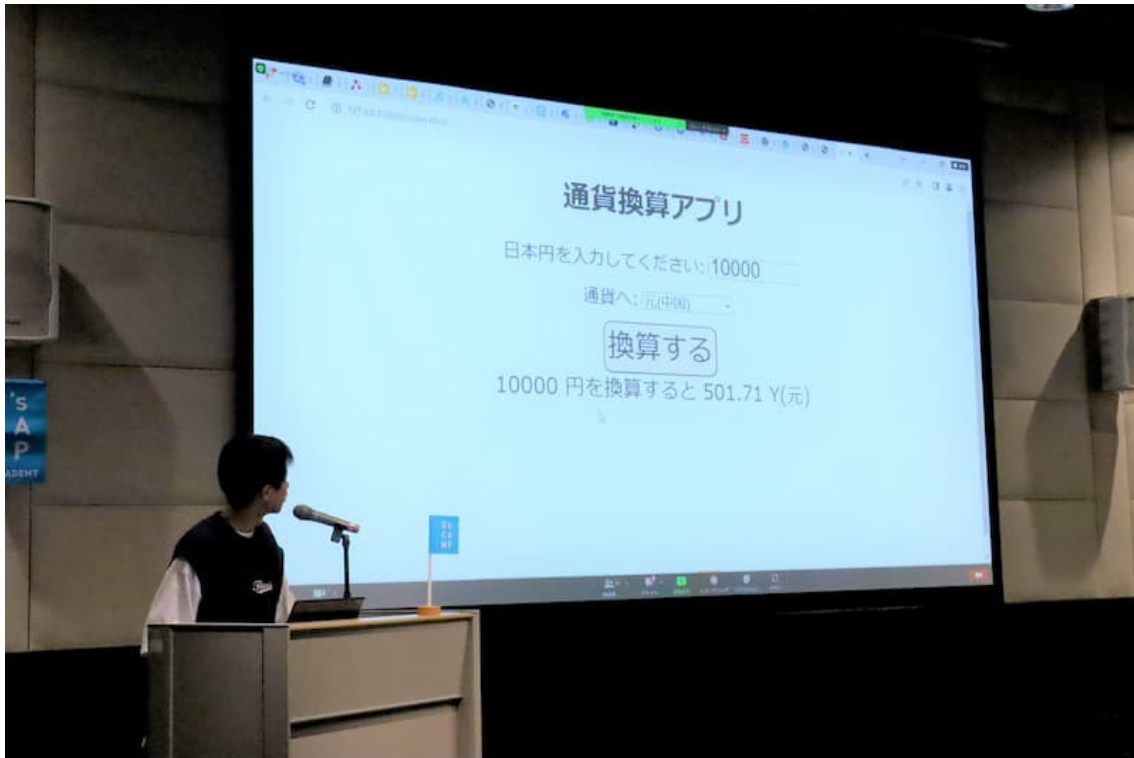 通貨換算アプリ
日本円を入力してください: 10000
通貨へ: 元(中国)
換算する
10000 円を換算すると 501.71 Y(元)
'S
A
P
ADEMY